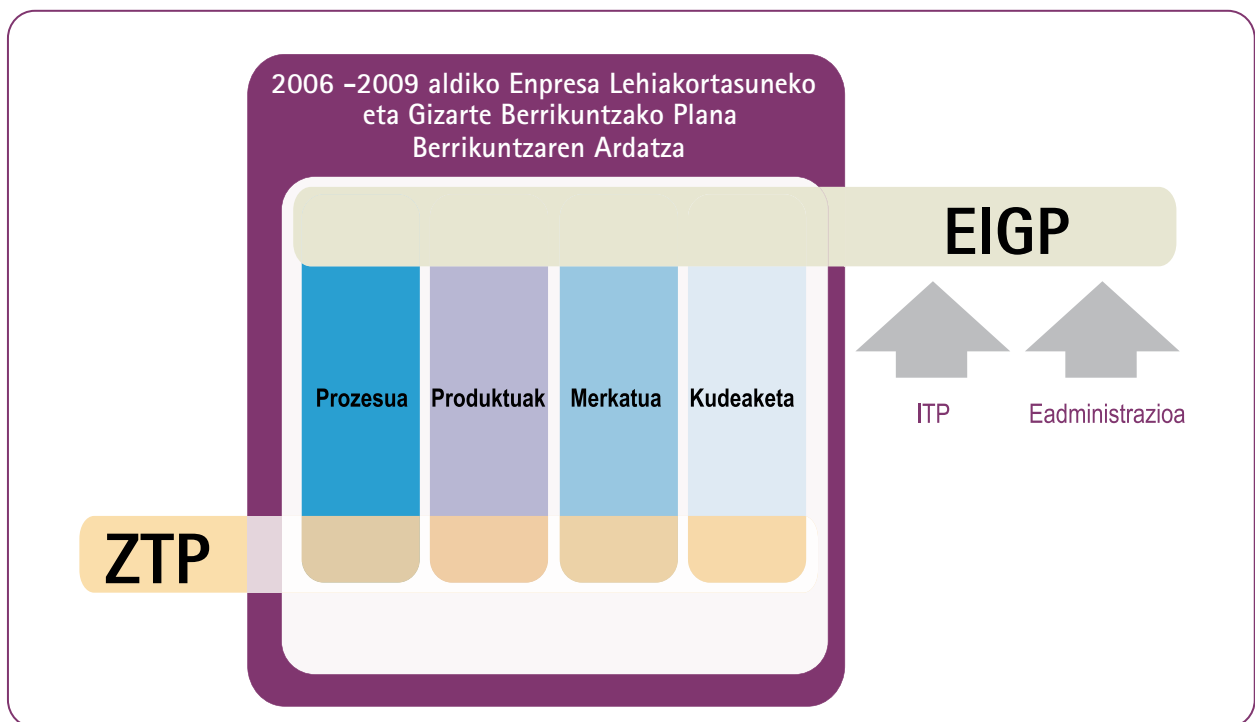 2006 -2009 aldiko Enpresa Lehiakortasuneko
eta Gizarte Berrikuntzako Plana
Berrikuntzaren Ardatza
EIGP
Prozesua
Produktuak
Merkatua
Kudeaketa
ITP
Eadministrazioa
ZTP